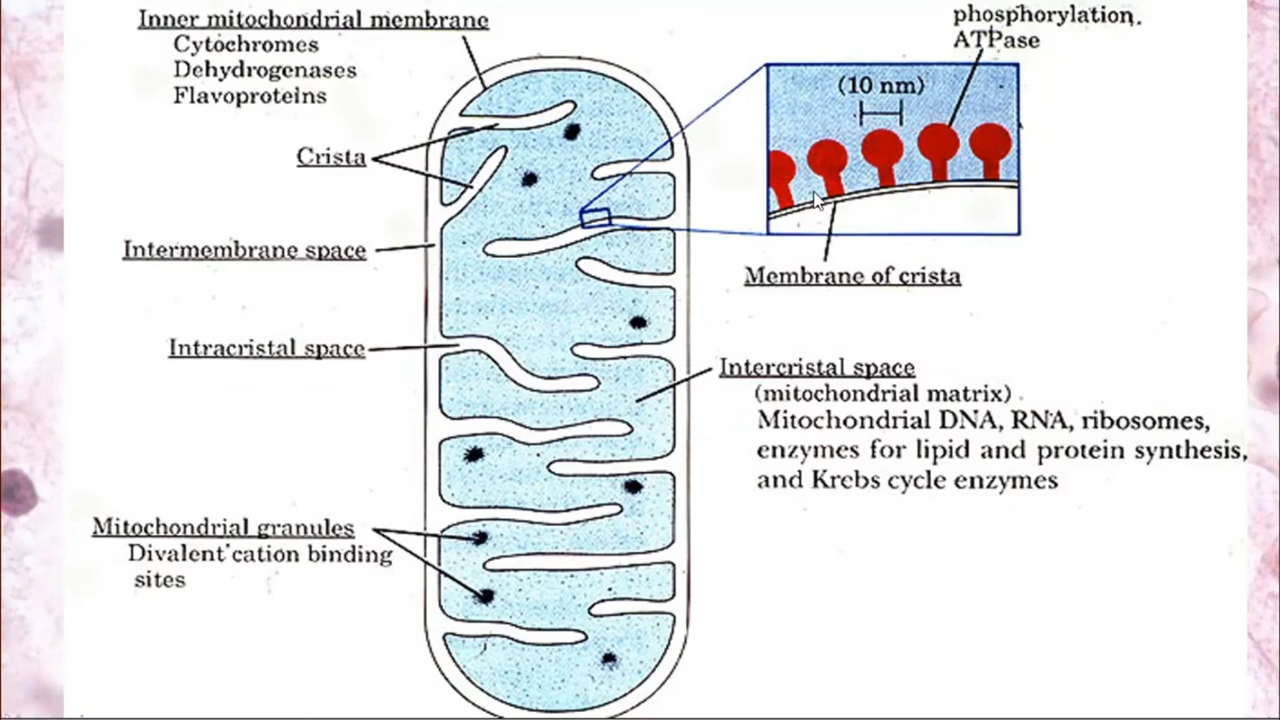 Inner mitochondrial membrane
Cytochromes
Dehydrogenases
Flavoproteins
Crista
Intermembrane space
Intracristal space
Mitochondrial granules
Divalent cation binding
sites
phosphorylation,
ATPase
(10 nm)
Membrane of crista
Intercristal space
(mitochondrial matrix)
Mitochondrial DNA, RNA, ribosomes,
enzymes for lipid and protein synthesis,
and Krebs cycle enzymes